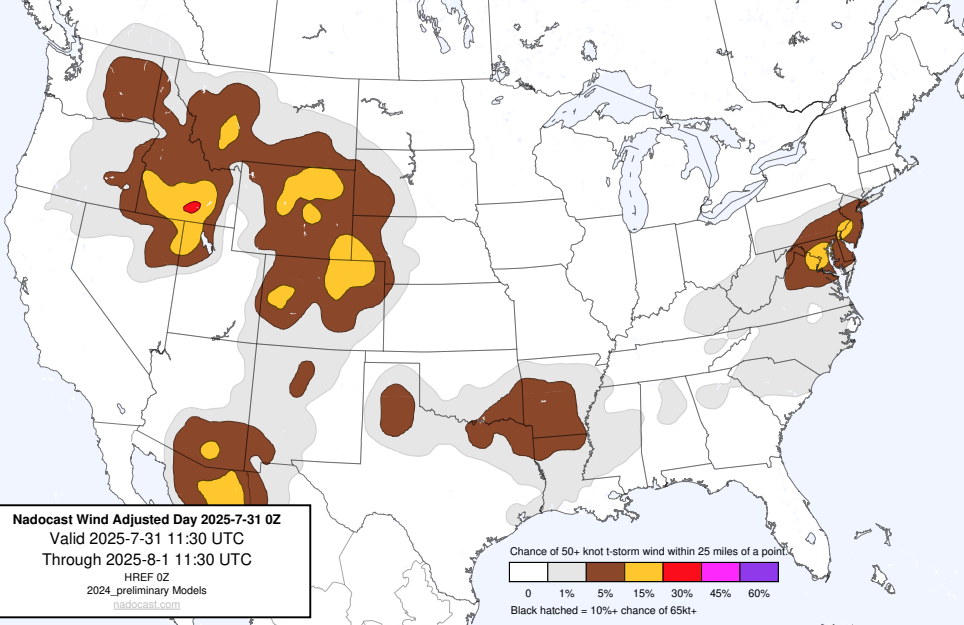 Nadocast Wind Adjusted Day 2025-7-31 0Z
Valid 2025-7-31 11:30 UTC
Through 2025-8-1 11:30 UTC
HREF 0Z
2024_preliminary Models
nadocast.com
Chance of 50+ knot t-storm wind within 25 miles of a point.
0 1% 5% 15% 30% 45% 60%
Black hatched = 10%+ chance of 65kt+